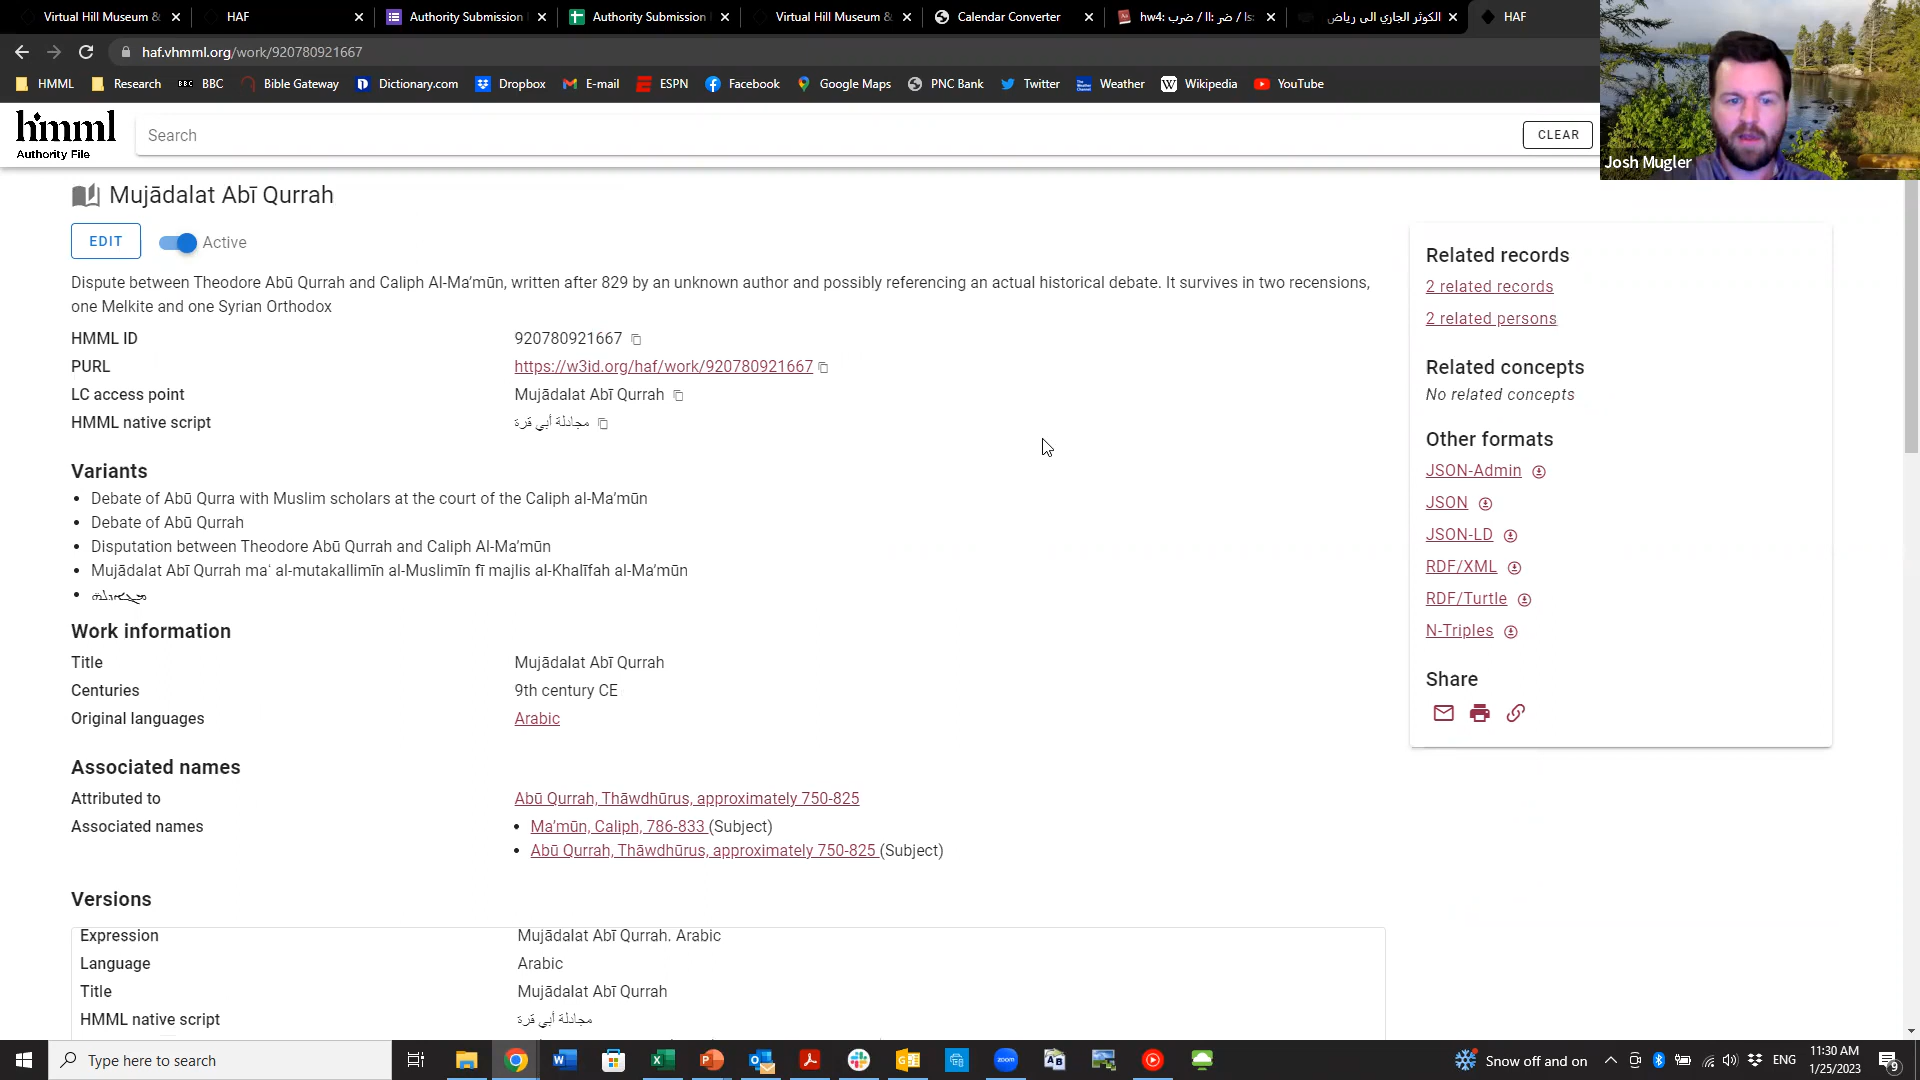 Virtual Hill Museum &
HAF
Authority Submission
Authority Submission
Virtual Hill Museum &
Calendar Converter
hw4: ضرب / ll: ضر / ls:
الكوثر الجاري الى رياض
HAF
haf.vhmml.org/work/920780921667
HMML
Research
BBC
BBC
Bible Gateway
Dictionary.com
Dropbox
E-mail
ESPN
Facebook
Google Maps
PNC Bank
Twitter
Weather
Wikipedia
YouTube
hmml
Authority File
Search
CLEAR
Josh Mugler
Mujādalat Abī Qurrah
EDIT
Active
Dispute between Theodore Abū Qurrah and Caliph Al-Ma’mūn, written after 829 by an unknown author and possibly referencing an actual historical debate. It survives in two recensions,
one Melkite and one Syrian Orthodox
HMML ID 920780921667
PURL https://w3id.org/haf/work/920780921667
LC access point Mujādalat Abī Qurrah
HMML native script مجادلة أبي قرة
Variants
• Debate of Abū Qurra with Muslim scholars at the court of the Caliph al-Ma’mūn
• Debate of Abū Qurrah
• Disputation between Theodore Abū Qurrah and Caliph Al-Ma’mūn
• Mujādalat Abī Qurrah maʻ al-mutakallimīn al-Muslimīn fī majlis al-Khalīfah al-Ma’mūn
Work information
Title Mujādalat Abī Qurrah
Centuries 9th century CE
Original languages Arabic
Associated names
Attributed to Abū Qurrah, Thāwdhūrus, approximately 750-825
Associated names • Ma’mūn, Caliph, 786-833 (Subject)
• Abū Qurrah, Thāwdhūrus, approximately 750-825 (Subject)
Versions
Expression Mujādalat Abī Qurrah. Arabic
Language Arabic
Title Mujādalat Abī Qurrah
HMML native script مجادلة أبي قرة
Related records
2 related records
2 related persons
Related concepts
No related concepts
Other formats
JSON-Admin
JSON
JSON-LD
RDF/XML
RDF/Turtle
N-Triples
Share
Type here to search
zoom
Snow off and on
ENG
11:30 AM
1/25/2023
9